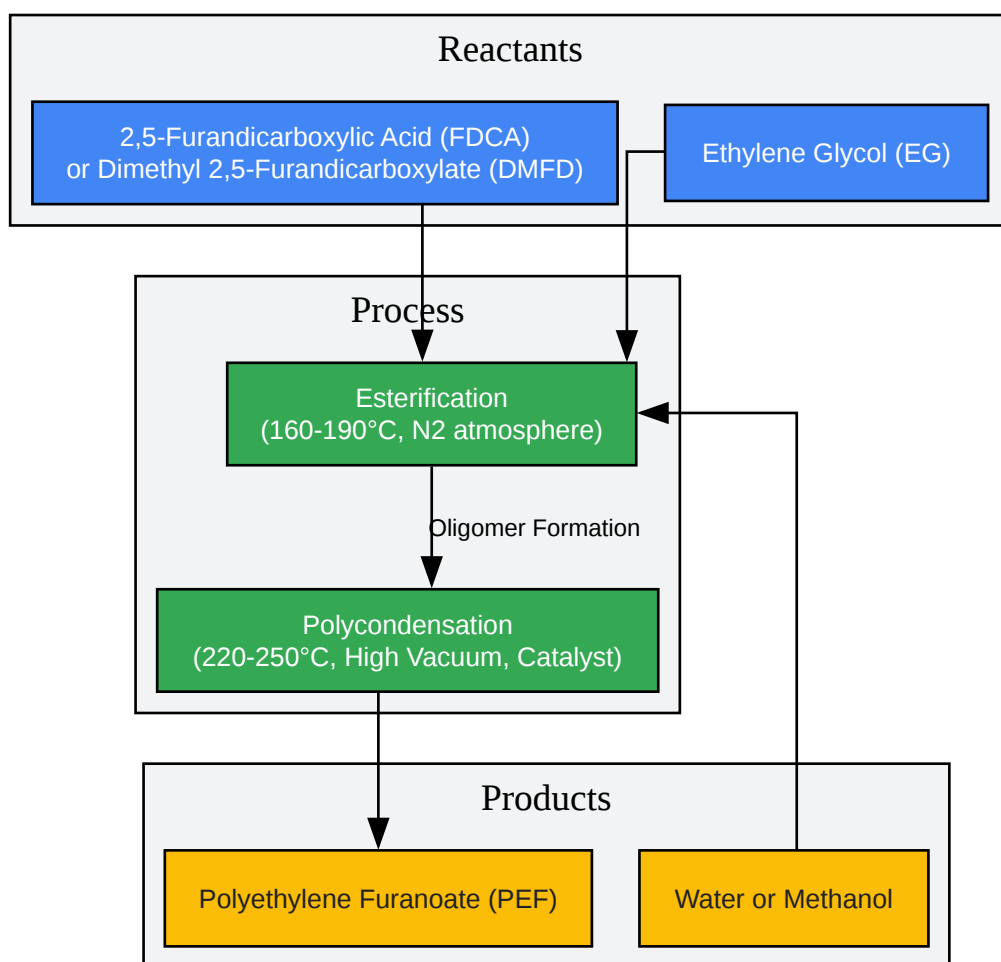 Reactants
2,5-Furandicarboxylic Acid (FDCA)
or Dimethyl 2,5-Furandicarboxylate (DMFD)
Ethylene Glycol (EG)
Process
Esterification
(160-190°C, N2 atmosphere)
Oligomer Formation
Polycondensation
(220-250°C, High Vacuum, Catalyst)
Products
Polyethylene Furanoate (PEF)
Water or Methanol